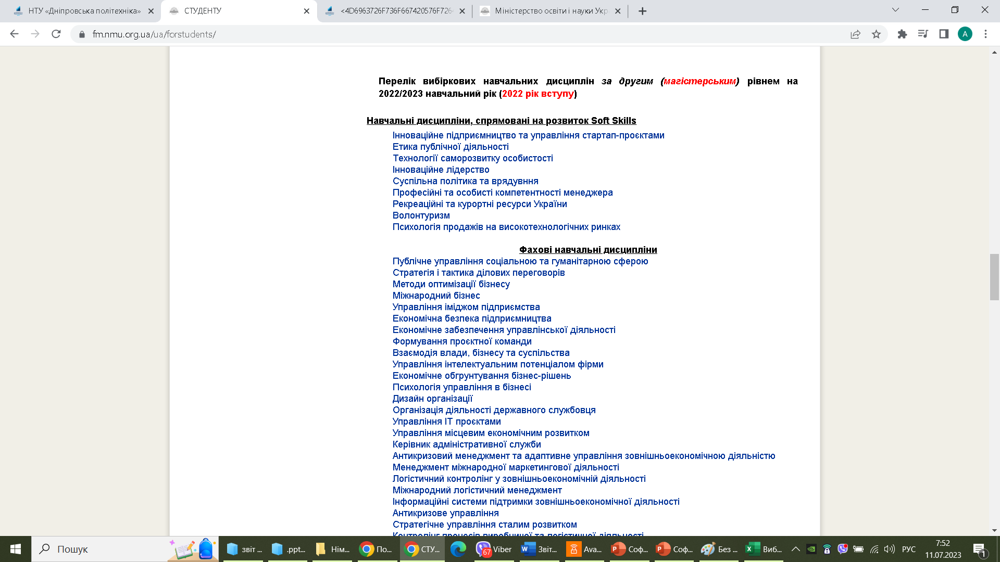 НТУ «Дніпровська політехніка»
СТУДЕНТУ
<4D6963726F736F667420576F726
Міністерство освіти і науки Укр
fm.nmu.org.ua/ua/forstudents/
A
Перелік вибіркових навчальних дисциплін за другим (магістерським) рівнем на
2022/2023 навчальний рік (2022 рік вступу)
Навчальні дисципліни, спрямовані на розвиток Soft Skills
Інноваційне підприємництво та управління стартап-проєктами
Етика публічної діяльності
Технології саморозвитку особистості
Інноваційне лідерство
Суспільна політика та врядувння
Професійні та особисті компетентності менеджера
Рекреаційні та курортні ресурси України
Волонтуризм
Психологія продажів на високотехнологічних ринках
Фахові навчальні дисципліни
Публічне управління соціальною та гуманітарною сферою
Стратегія і тактика ділових переговорів
Методи оптимізації бізнесу
Міжнародний бізнес
Управління іміджом підприємства
Економічна безпека підприємництва
Економічне забезпечення управлінської діяльності
Формування проєктної команди
Взаємодія влади, бізнесу та суспільства
Управління інтелектуальним потенціалом фірми
Економічне обгрунтування бізнес-рішень
Психологія управління в бізнесі
Дизайн організації
Організація діяльності державного службовця
Управління ІТ проєктами
Управління місцевим економічним розвитком
Керівник адміністративної служби
Антикризовий менеджмент та адаптивне управління зовнішньоекономічною діяльністю
Менеджмент міжнародної маркетингової діяльності
Логістичний контролінг у зовнішньоекономічній діяльності
Міжнародний логістичний менеджмент
Інформаційні системи підтримки зовнішньоекономічної діяльності
Антикризове управління
Стратегічне управління сталим розвитком
Контролінг процесів виробничої та логістичної діяльності
Пошук
звіт ...
.ppt...
Нім...
По...
СТУ...
67
Viber
Звіт...
Ava...
Соф...
Соф...
Без ...
Виб...
РУС
7:52
11.07.2023
1